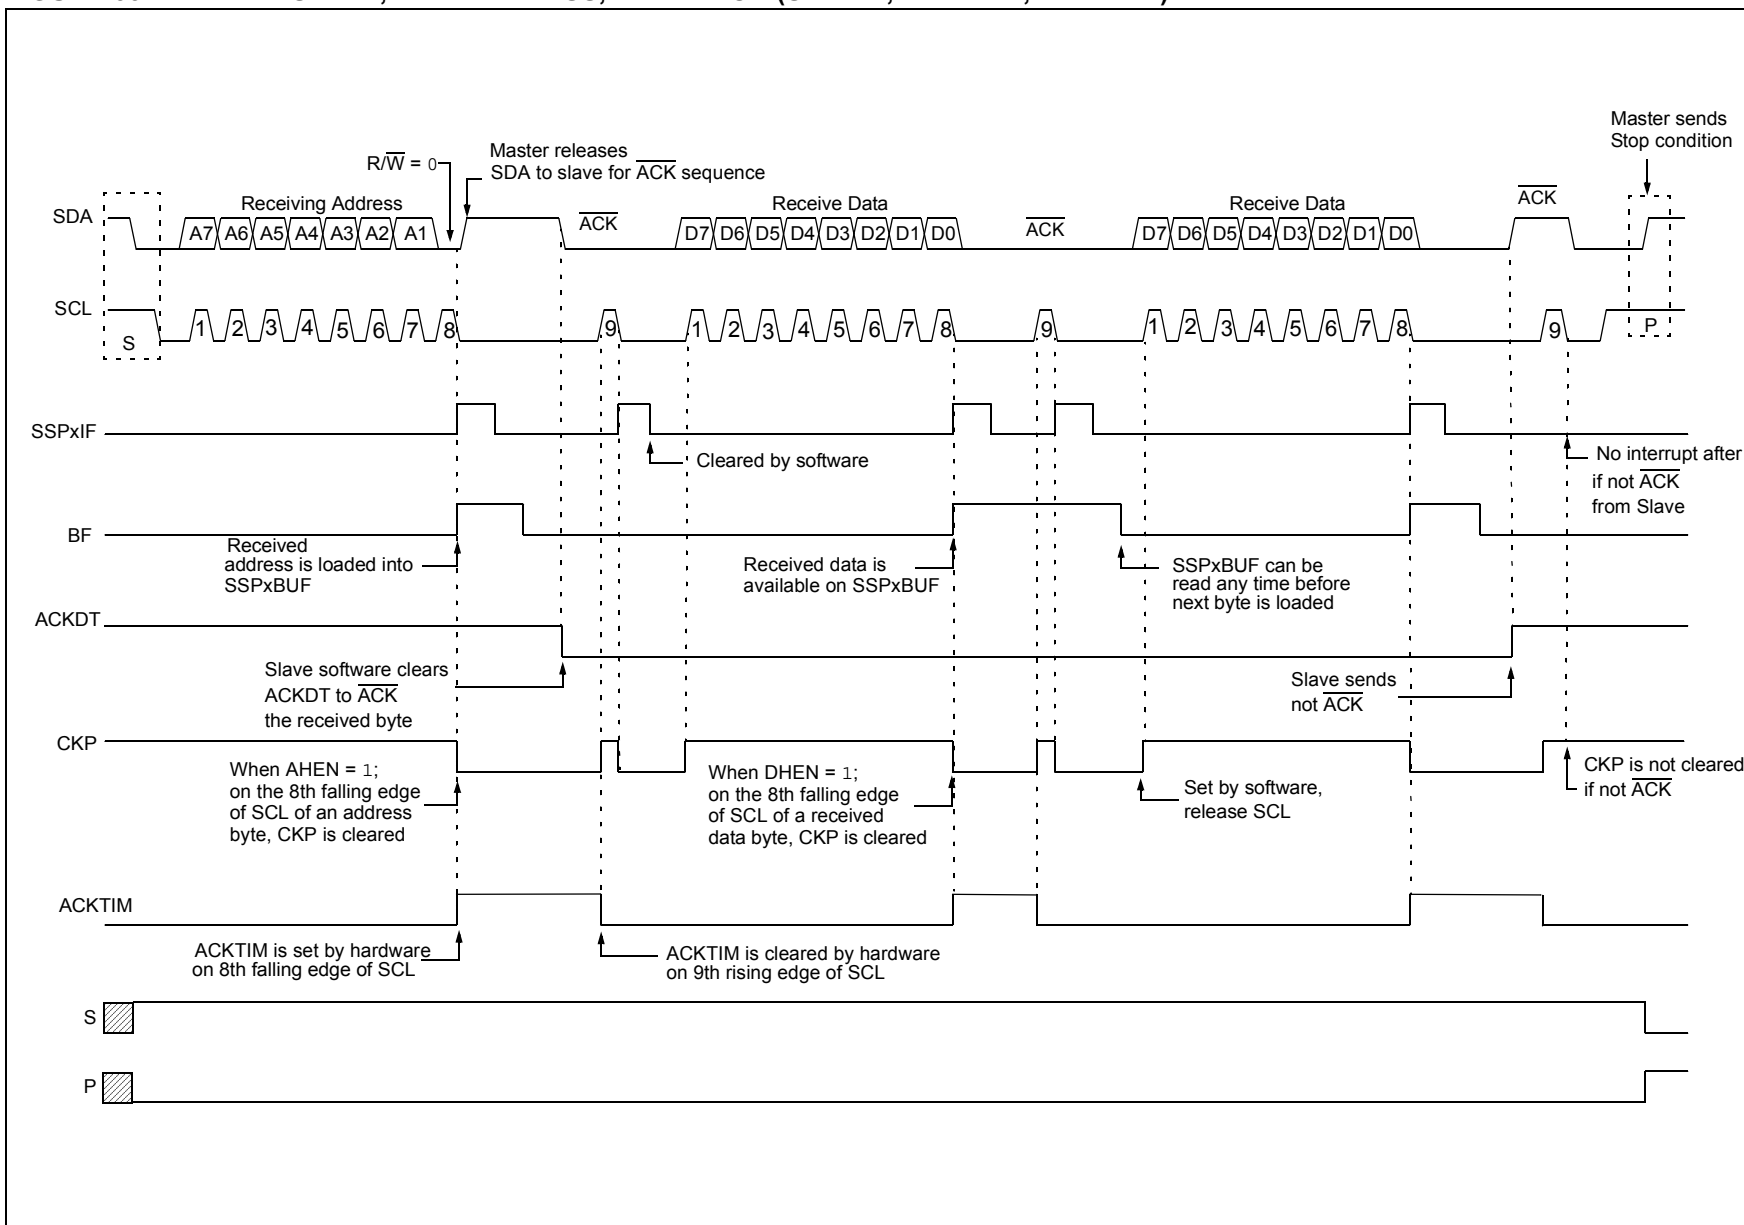 Master sends
Stop condition
R/W = 0
Master releases
SDA to slave for ACK sequence
SDA
Receiving Address
ACK
Receive Data
ACK
Receive Data
ACK
A7 A6 A5 A4 A3 A2 A1
D7 D6 D5 D4 D3 D2 D1 D0
D7 D6 D5 D4 D3 D2 D1 D0
SCL
S
1 2 3 4 5 6 7 8
9
1 2 3 4 5 6 7 8
9
1 2 3 4 5 6 7 8
9
P
SSPxIF
Cleared by software
No interrupt after
if not ACK
from Slave
BF
Received
address is loaded into
SSPxBUF
Received data is
available on SSPxBUF
SSPxBUF can be
read any time before
next byte is loaded
ACKDT
Slave software clears
ACKDT to ACK
the received byte
Slave sends
not ACK
CKP
When AHEN = 1;
on the 8th falling edge
of SCL of an address
byte, CKP is cleared
When DHEN = 1;
on the 8th falling edge
of SCL of a received
data byte, CKP is cleared
Set by software,
release SCL
CKP is not cleared
if not ACK
ACKTIM
ACKTIM is set by hardware
on 8th falling edge of SCL
ACKTIM is cleared by hardware
on 9th rising edge of SCL
S
P